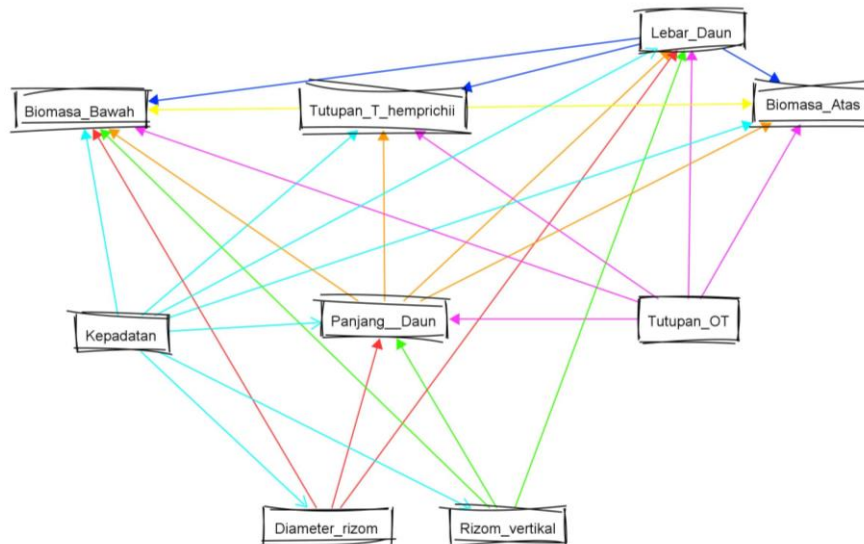 Lebar_Daun
Biomasa_Bawah
Tutupan_T_hemprichii
Biomasa_Atas
Kepadatan
Panjang__Daun
Tutupan_OT
Diameter_rizom
Rizom_vertikal